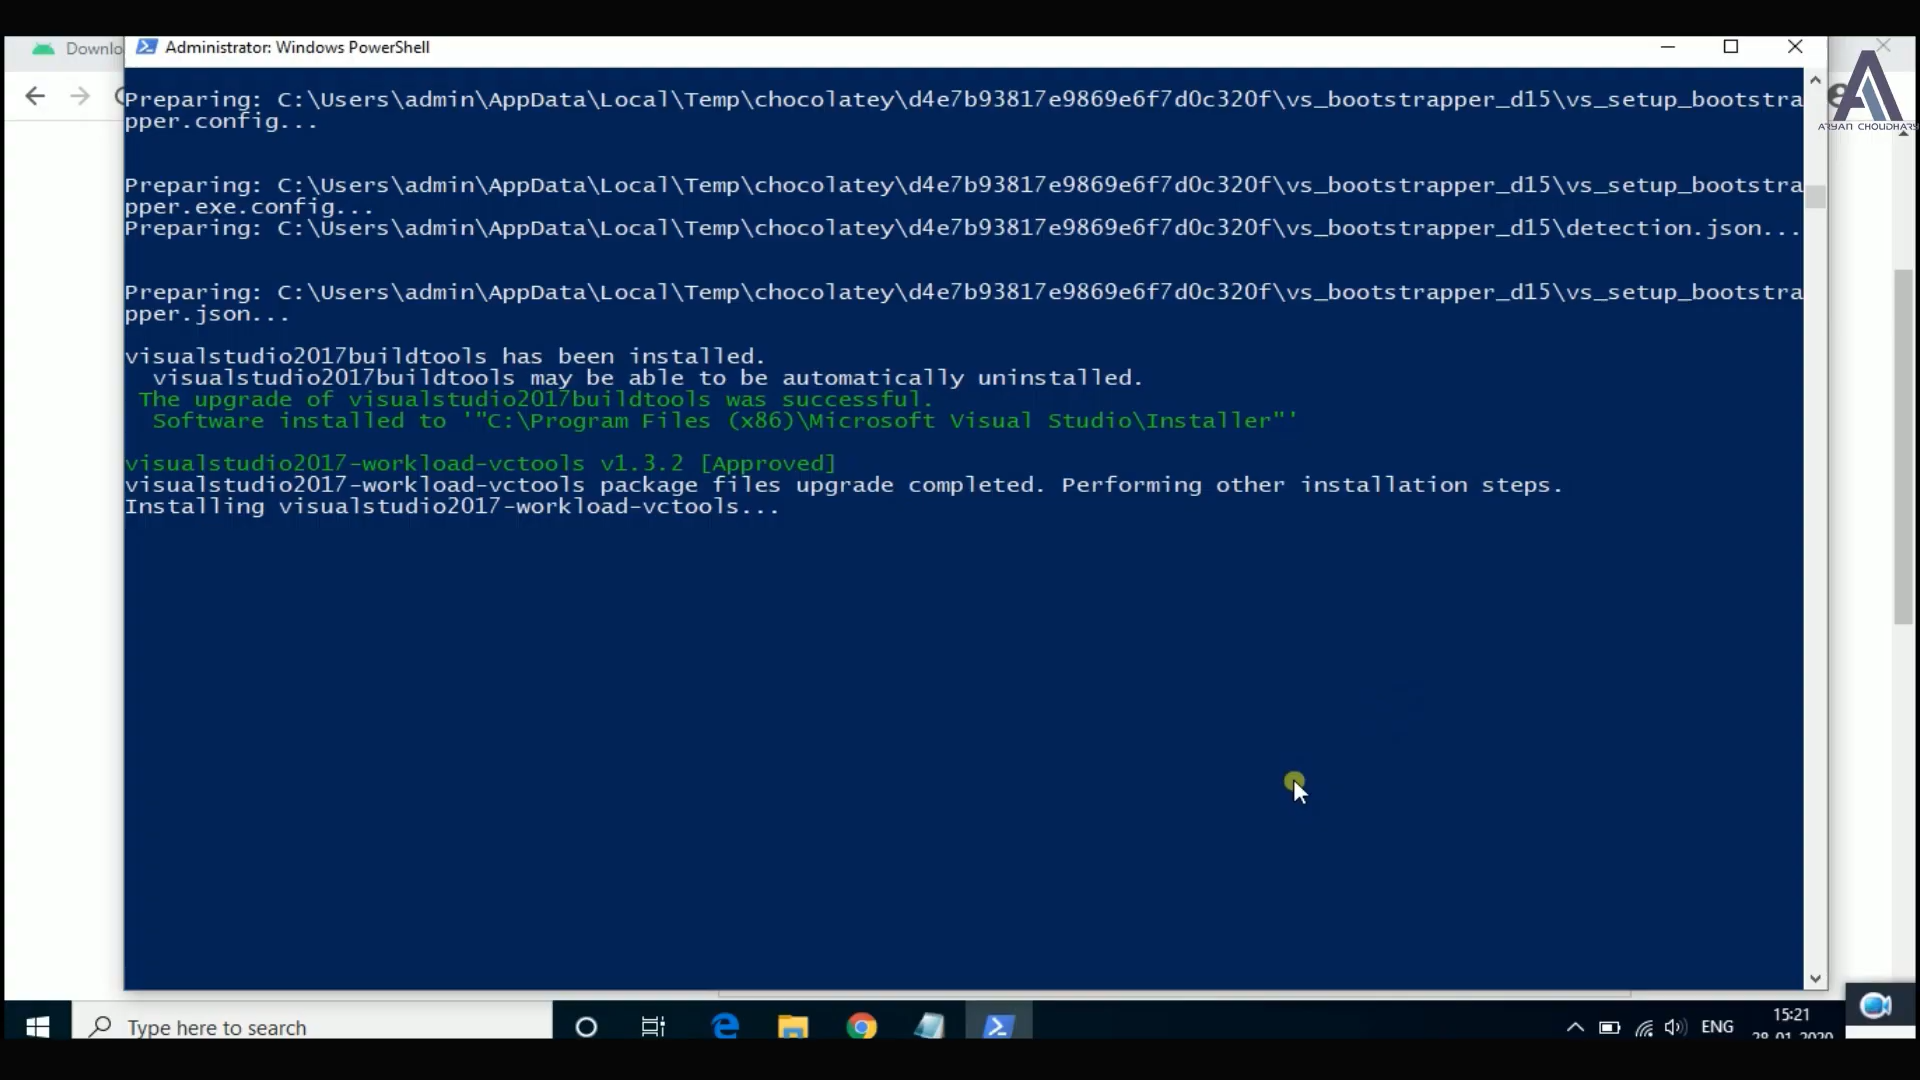 Downlo
Administrator: Windows PowerShell
Preparing: C:\Users\admin\AppData\Local\Temp\chocolatey\d4e7b93817e9869e6f7d0c320f\vs_bootstrapper_d15\vs_setup_bootstra
pper.config...
Preparing: C:\Users\admin\AppData\Local\Temp\chocolatey\d4e7b93817e9869e6f7d0c320f\vs_bootstrapper_d15\vs_setup_bootstra
pper.exe.config...
Preparing: C:\Users\admin\AppData\Local\Temp\chocolatey\d4e7b93817e9869e6f7d0c320f\vs_bootstrapper_d15\detection.json...
Preparing: C:\Users\admin\AppData\Local\Temp\chocolatey\d4e7b93817e9869e6f7d0c320f\vs_bootstrapper_d15\vs_setup_bootstra
pper.json...
visualstudio2017buildtools has been installed.
visualstudio2017buildtools may be able to be automatically uninstalled.
The upgrade of visualstudio2017buildtools was successful.
Software installed to '"C:\Program Files (x86)\Microsoft Visual Studio\Installer"'
visualstudio2017-workload-vctools v1.3.2 [Approved]
visualstudio2017-workload-vctools package files upgrade completed. Performing other installation steps.
Installing visualstudio2017-workload-vctools...
ARYAN CHOUDHARY
Type here to search
ENG
15:21
28-01-2020